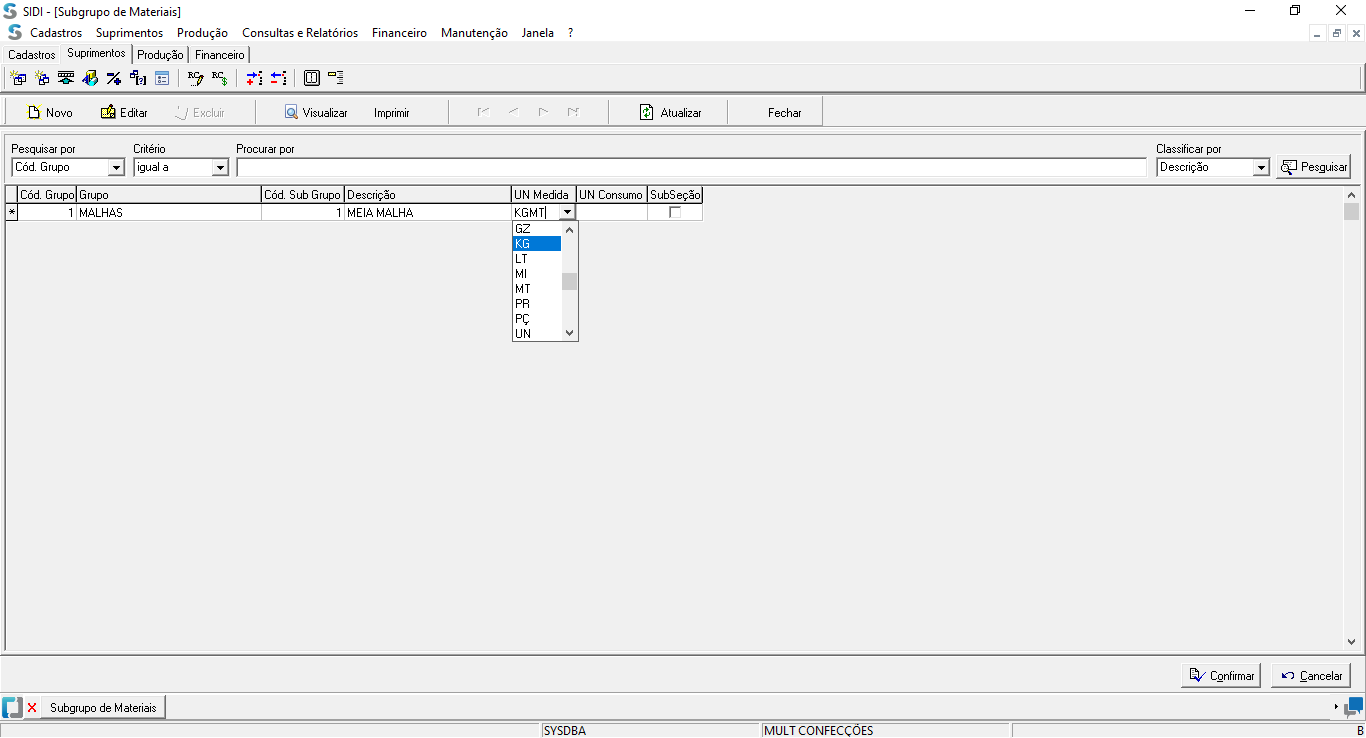 SIDI - [Subgrupo de Materiais]
Cadastros Suprimentos Produção Consultas e Relatórios Financeiro Manutenção Janela ?
Cadastros Suprimentos Produção Financeiro
Novo Editar Excluir Visualizar Imprimir Atualizar Fechar
Pesquisar por Critério Procurar por Classificar por
Cód. Grupo igual a Descrição Pesquisar
Cód. Grupo Grupo Cód. Sub Grupo Descrição UN Medida UN Consumo SubSeção
* 1 MALHAS 1 MEIA MALHA KGMT
GZ
KG
LT
MI
MT
PR
PÇ
UN
Confirmar Cancelar
Subgrupo de Materiais
SYSDBA MULT CONFECÇÕES B